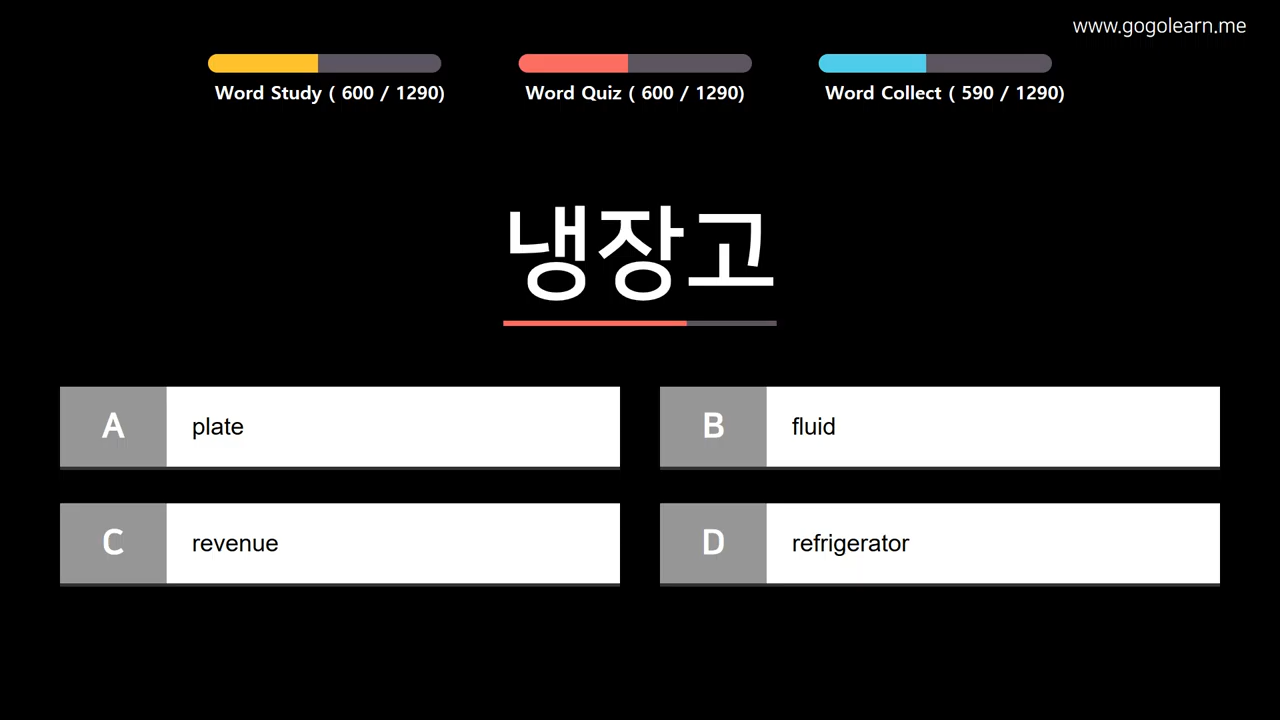 www.gogolearn.me
Word Study ( 600 / 1290)
Word Quiz ( 600 / 1290)
Word Collect ( 590 / 1290)
냉장고
A plate
B fluid
C revenue
D refrigerator